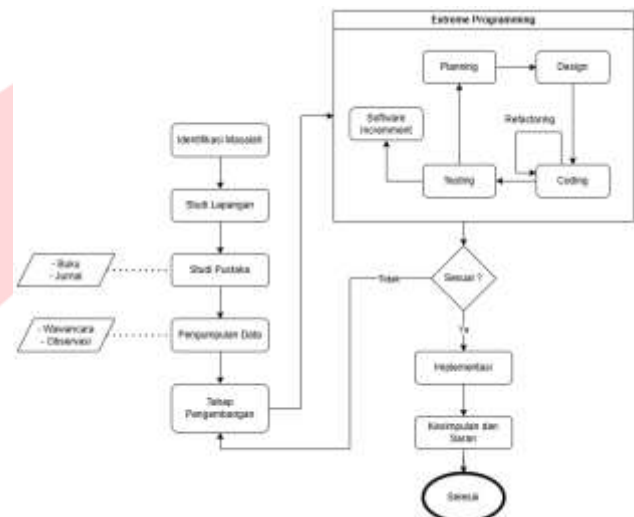 Extreme Programming
Planning
Design
Software
Increment
Refactoring
Testing
Coding
Identifikasi Masalah
Studi Lapangan
- Buku
- Jurnal
Studi Pustaka
- Wawancara
- Observasi
Pengumpulan Data
Tahap
Pengembangan
Sesuai ?
Tidak
Ya
Implementasi
Kesimpulan dan
Saran
Selesai